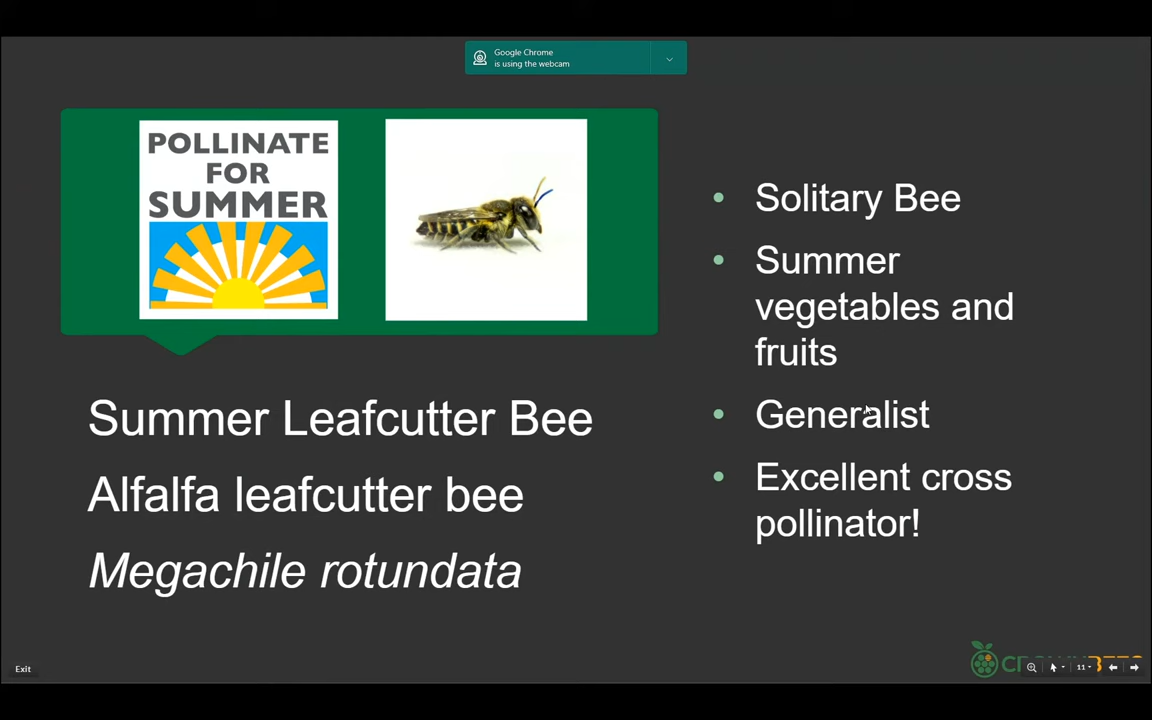 Google Chrome
is using the webcam
POLLINATE
FOR
SUMMER
Solitary Bee
Summer
vegetables and
fruits
Generalist
Excellent cross
pollinator!
Summer Leafcutter Bee
Alfalfa leafcutter bee
Megachile rotundata
Exit
11